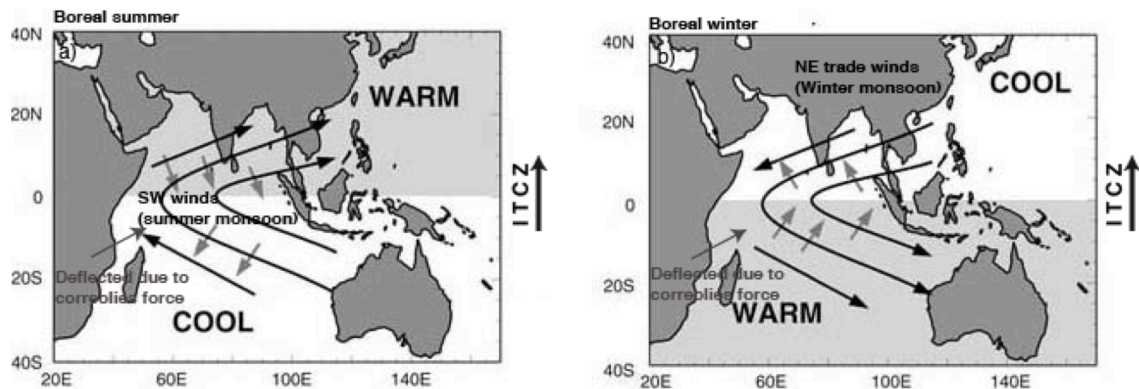 Boreal summer
a)
40N
20N
0
20S
40S
20E
60E
100E
140E
WARM
SW winds
(summer monsoon)
Deflected due to
correolies force
COOL
ITCZ
Boreal winter
b)
40N
20N
0
20S
40S
20E
60E
100E
140E
NE trade winds
(Winter monsoon)
COOL
Deflected due to
correolies force
WARM
ITCZ